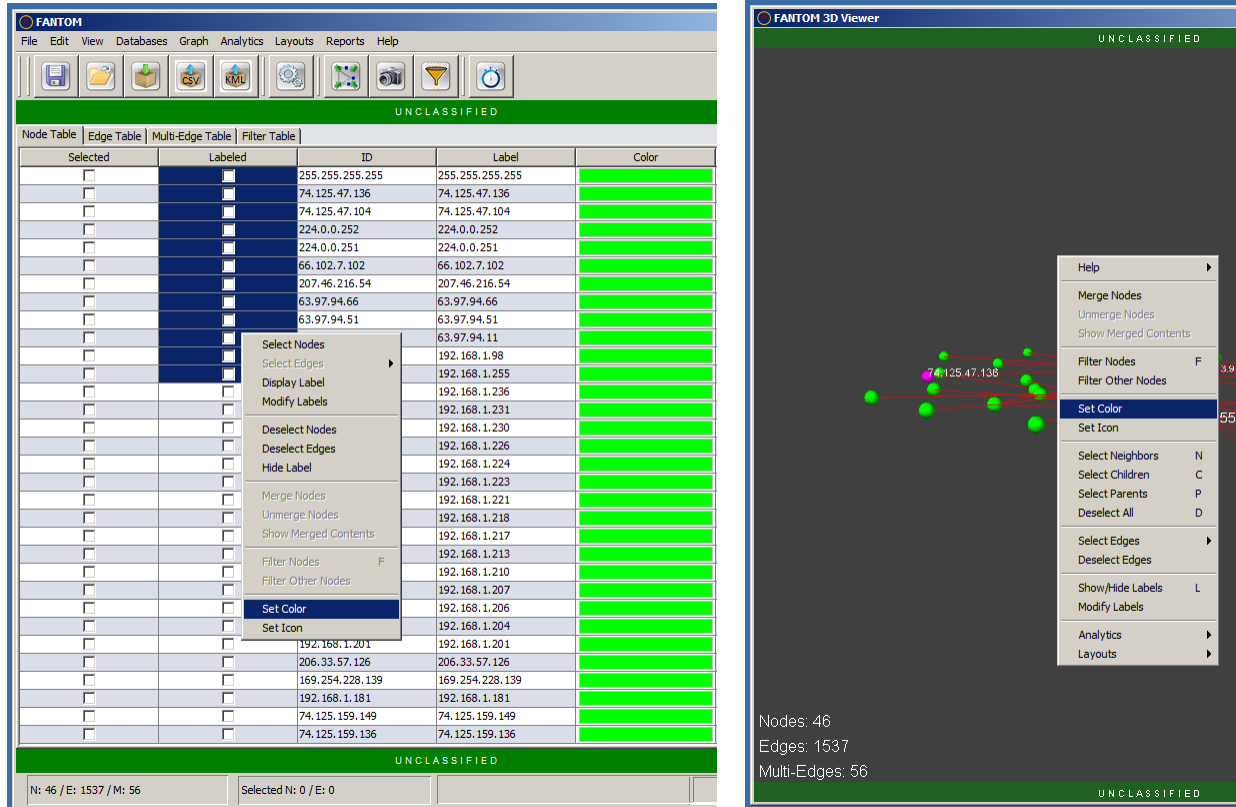 FANTOM
File Edit View Databases Graph Analytics Layouts Reports Help
CSV KML
UNCLASSIFIED
Node Table Edge Table Multi-Edge Table Filter Table
Selected Labeled ID Label Color
255.255.255.255 255.255.255.255
74.125.47.136 74.125.47.136
74.125.47.104 74.125.47.104
224.0.0.252 224.0.0.252
224.0.0.251 224.0.0.251
66.102.7.102 66.102.7.102
207.46.216.54 207.46.216.54
63.97.94.66 63.97.94.66
63.97.94.51 63.97.94.51
63.97.94.11
192.168.1.98
192.168.1.255
192.168.1.236
192.168.1.231
192.168.1.230
192.168.1.226
192.168.1.224
192.168.1.223
192.168.1.221
192.168.1.218
192.168.1.217
192.168.1.213
192.168.1.210
192.168.1.207
192.168.1.206
192.168.1.204
192.168.1.201 192.168.1.201
206.33.57.126 206.33.57.126
169.254.228.139 169.254.228.139
192.168.1.181 192.168.1.181
74.125.159.149 74.125.159.149
74.125.159.136 74.125.159.136
Select Nodes
Select Edges
Display Label
Modify Labels
Deselect Nodes
Deselect Edges
Hide Label
Merge Nodes
Unmerge Nodes
Show Merged Contents
Filter Nodes F
Filter Other Nodes
Set Color
Set Icon
UNCLASSIFIED
N: 46 / E: 1537 / M: 56 Selected N: 0 / E: 0
FANTOM 3D Viewer
UNCLASSIFIED
74.125.47.136
3.9
55
Help
Merge Nodes
Unmerge Nodes
Show Merged Contents
Filter Nodes F
Filter Other Nodes
Set Color
Set Icon
Select Neighbors N
Select Children C
Select Parents P
Deselect All D
Select Edges
Deselect Edges
Show/Hide Labels L
Modify Labels
Analytics
Layouts
Nodes: 46
Edges: 1537
Multi-Edges: 56
UNCLASSIFIED